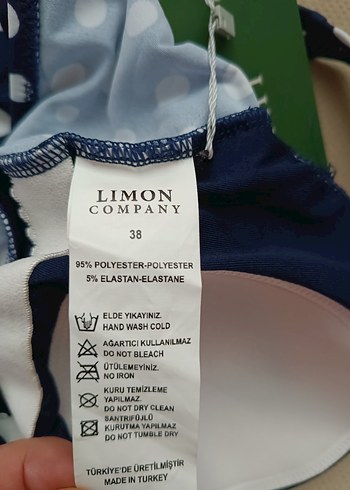 LIMON
COMPANY
38
95% POLYESTER-POLYESTER
5% ELASTAN-ELASTANE
ELDE YIKAYINIZ.
HAND WASH COLD
AĞARTICI KULLANILMAZ
DO NOT BLEACH
ÜTÜLEMEYİNİZ.
NO IRON
KURU TEMİZLEME
YAPILMAZ.
DO NOT DRY CLEAN
SANTRİFÜJLÜ
KURUTMA YAPILMAZ
DO NOT TUMBLE DRY
TÜRKİYE'DE ÜRETİLMİŞTİR
MADE IN TURKEY